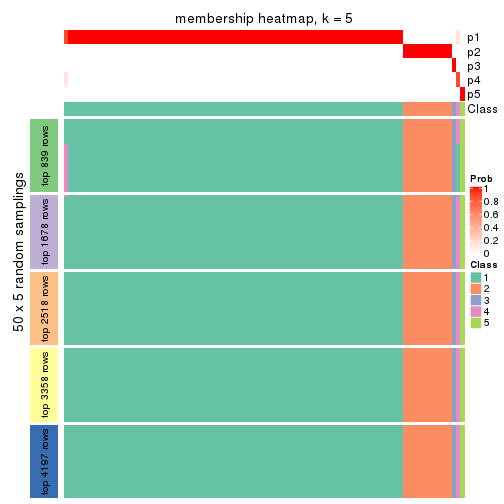 membership heatmap, k = 5
p1
p2
p3
p4
p5
Class
50 x 5 random samplings
top 839 rows
top 1678 rows
top 2518 rows
top 3358 rows
top 4197 rows
Prob
1
0.8
0.6
0.4
0.2
0
Class
1
2
3
4
5